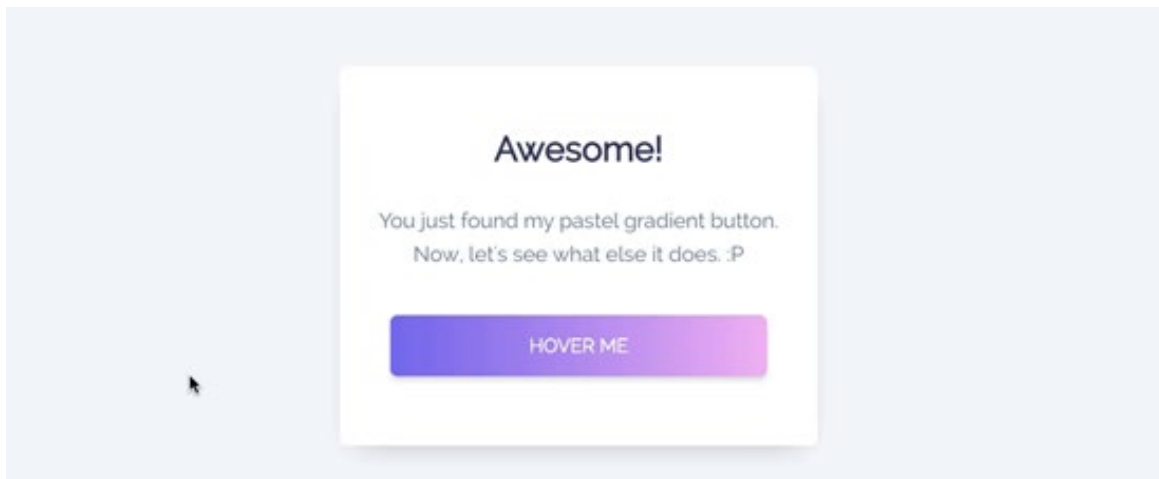 Awesome!
You just found my pastel gradient button.
Now, let's see what else it does. :P
HOVER ME